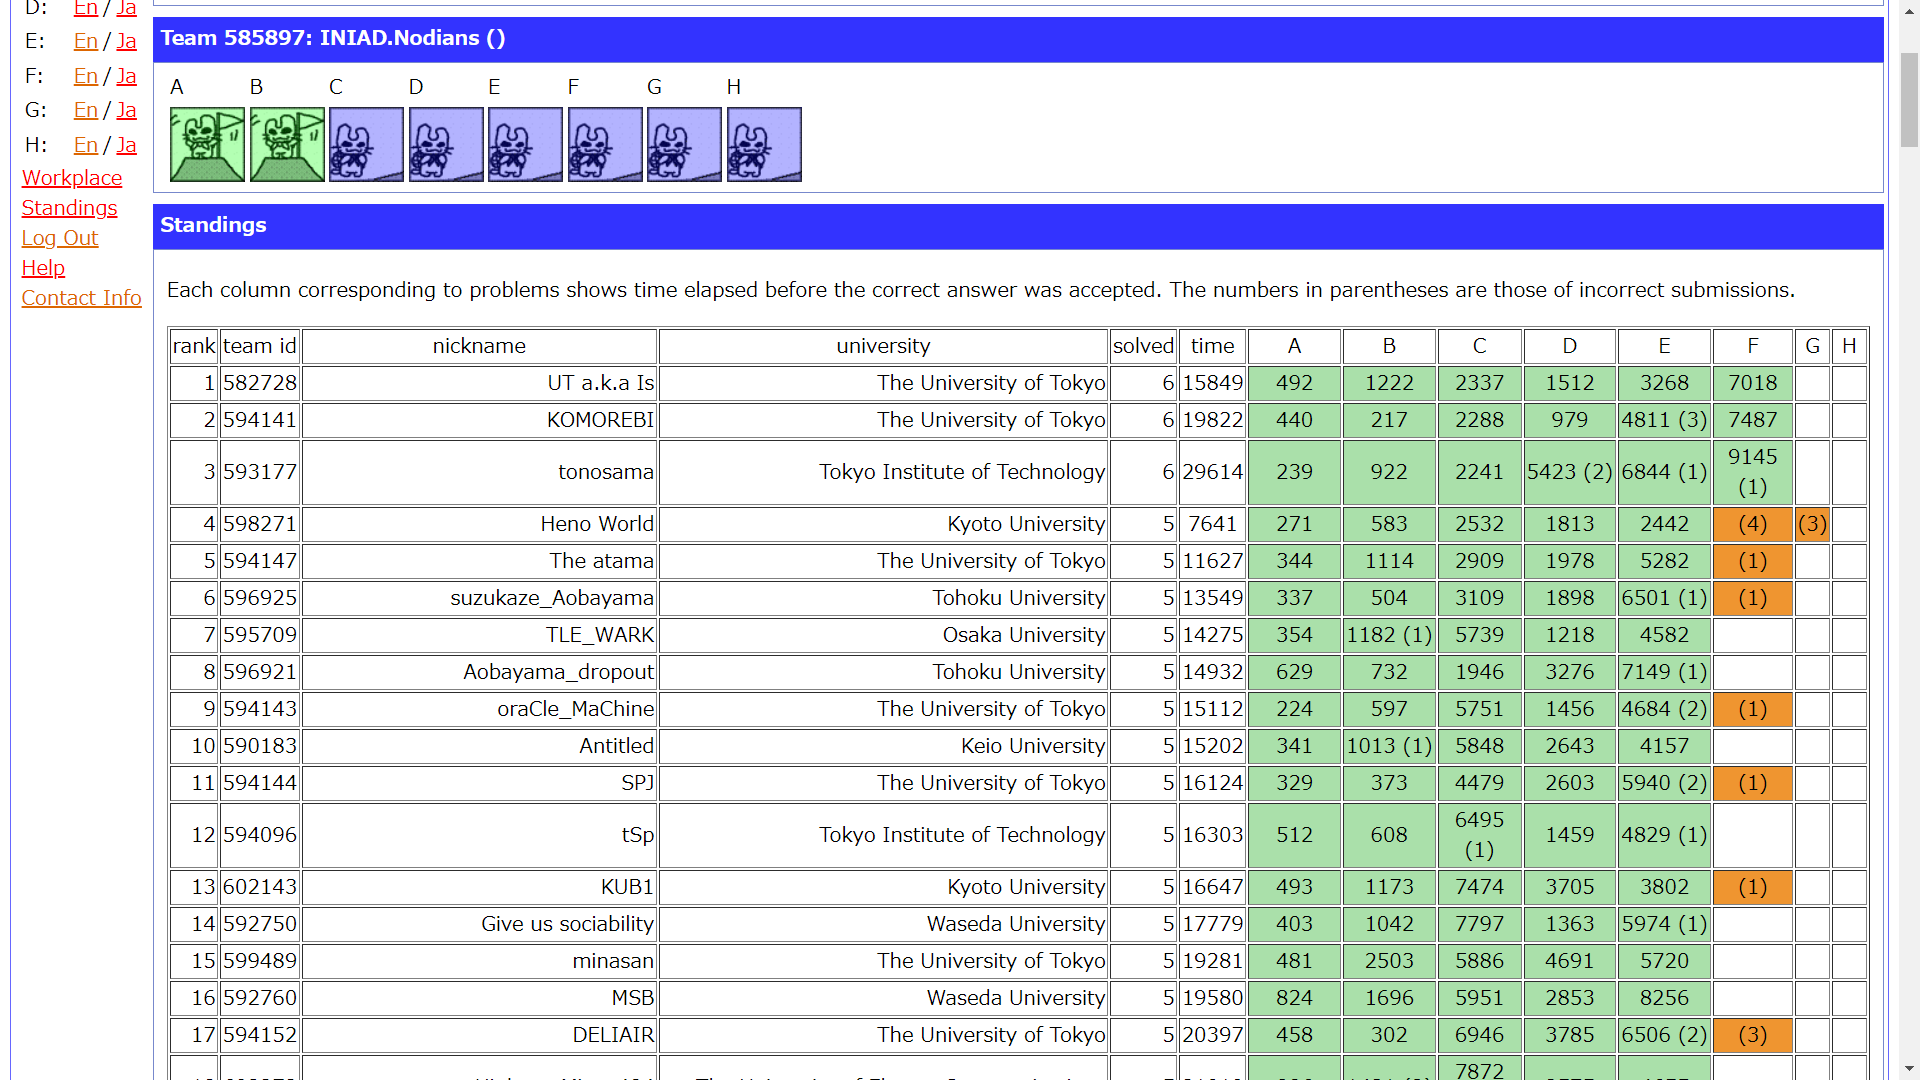 D: En / Ja
E: En / Ja
F: En / Ja
G: En / Ja
H: En / Ja
Workplace
Standings
Log Out
Help
Contact Info
Team 585897: INIAD.Nodians ()
A B C D E F G H
Standings
Each column corresponding to problems shows time elapsed before the correct answer was accepted. The numbers in parentheses are those of incorrect submissions.
rank team id nickname university solved time A B C D E F G H
1 582728 UT a.k.a Is The University of Tokyo 6 15849 492 1222 2337 1512 3268 7018
2 594141 KOMOREBI The University of Tokyo 6 19822 440 217 2288 979 4811 (3) 7487
3 593177 tonosama Tokyo Institute of Technology 6 29614 239 922 2241 5423 (2) 6844 (1) 9145 (1)
4 598271 Heno World Kyoto University 5 7641 271 583 2532 1813 2442 (4) (3)
5 594147 The atama The University of Tokyo 5 11627 344 1114 2909 1978 5282 (1)
6 596925 suzukaze_Aobayama Tohoku University 5 13549 337 504 3109 1898 6501 (1) (1)
7 595709 TLE_WARK Osaka University 5 14275 354 1182 (1) 5739 1218 4582
8 596921 Aobayama_dropout Tohoku University 5 14932 629 732 1946 3276 7149 (1)
9 594143 oraCle_MaChine The University of Tokyo 5 15112 224 597 5751 1456 4684 (2) (1)
10 590183 Antitled Keio University 5 15202 341 1013 (1) 5848 2643 4157
11 594144 SPJ The University of Tokyo 5 16124 329 373 4479 2603 5940 (2) (1)
12 594096 tSp Tokyo Institute of Technology 5 16303 512 608 6495 (1) 1459 4829 (1)
13 602143 KUB1 Kyoto University 5 16647 493 1173 7474 3705 3802 (1)
14 592750 Give us sociability Waseda University 5 17779 403 1042 7797 1363 5974 (1)
15 599489 minasan The University of Tokyo 5 19281 481 2503 5886 4691 5720
16 592760 MSB Waseda University 5 19580 824 1696 5951 2853 8256
17 594152 DELIAIR The University of Tokyo 5 20397 458 302 6946 3785 6506 (2) (3)
7872